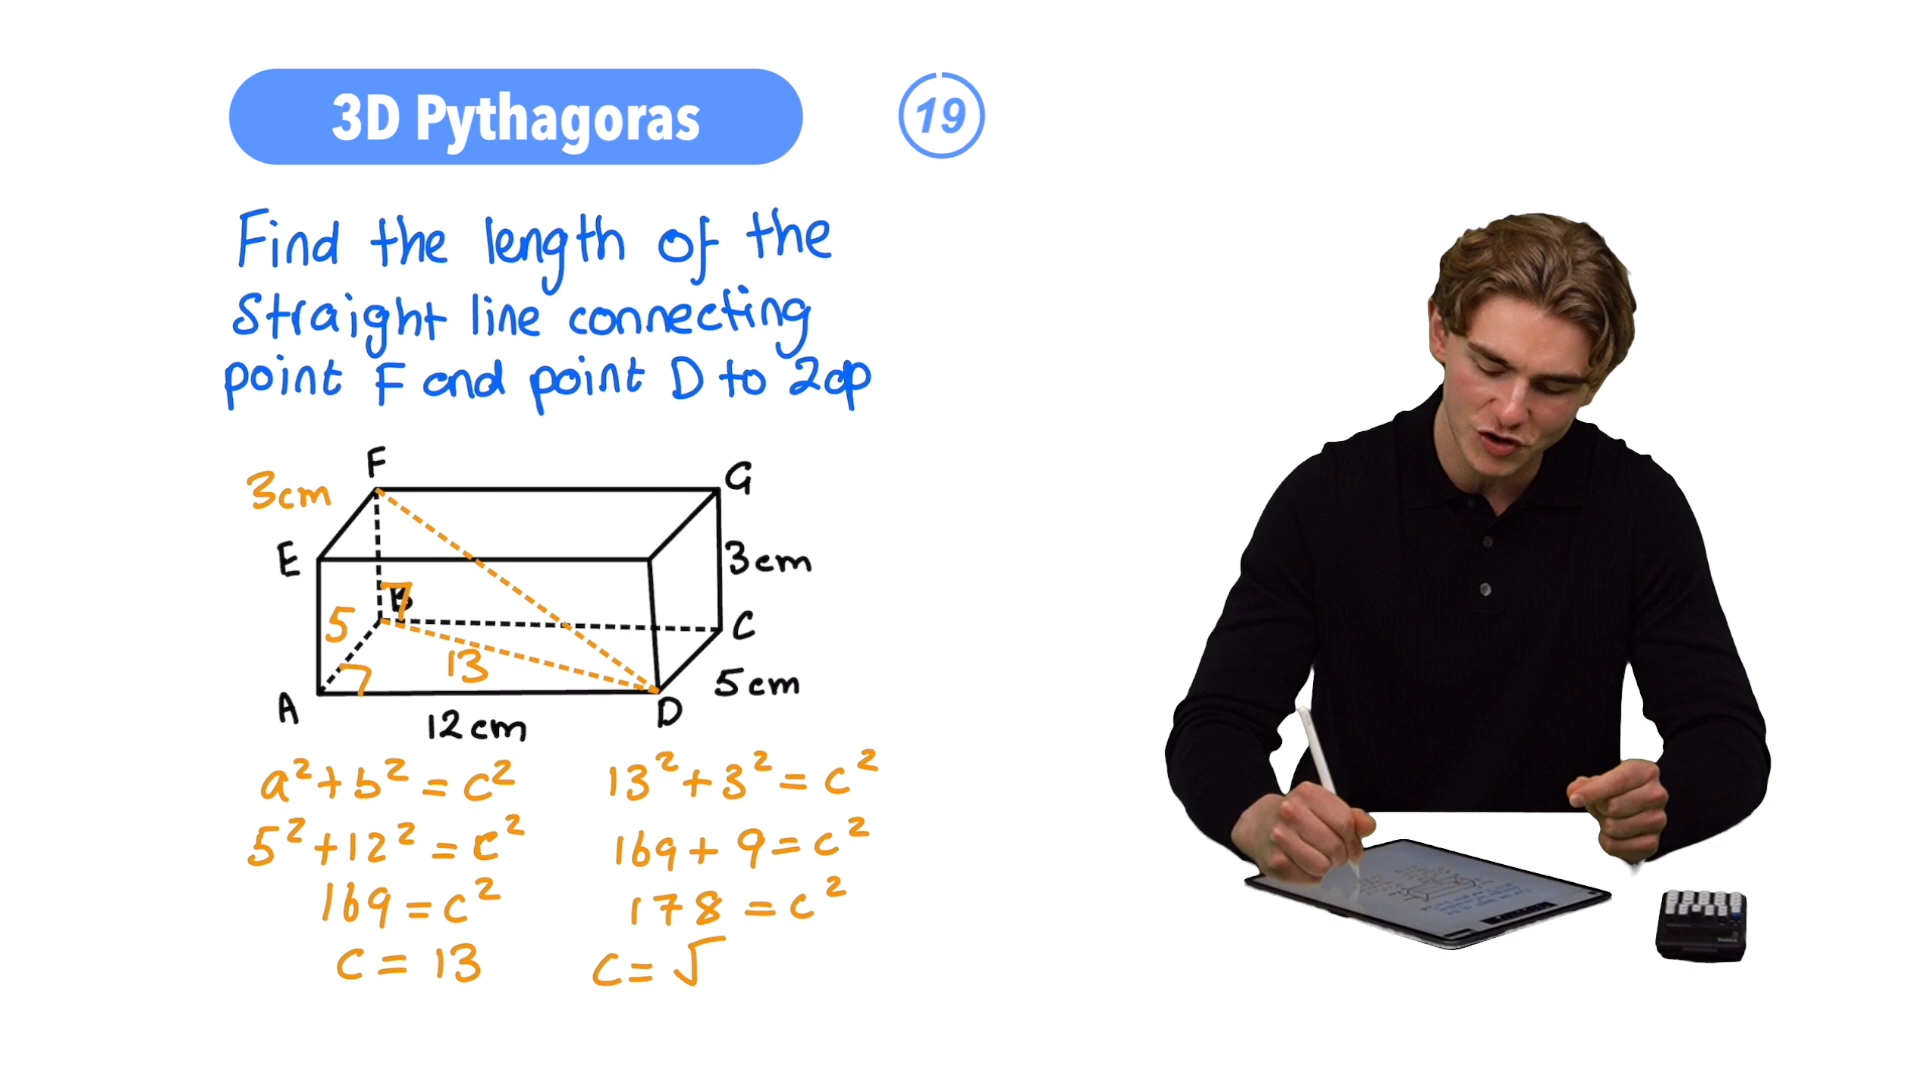 3D Pythagoras
19
Find the length of the
straight line connecting
point F and point D to 2dp
F
G
3cm
E
3cm
B
5
C
13
5cm
A
D
12cm
a² + b² = c²
5² + 12² = c²
169 = c²
c = 13
13² + 3² = c²
169 + 9 = c²
178 = c²
c = √